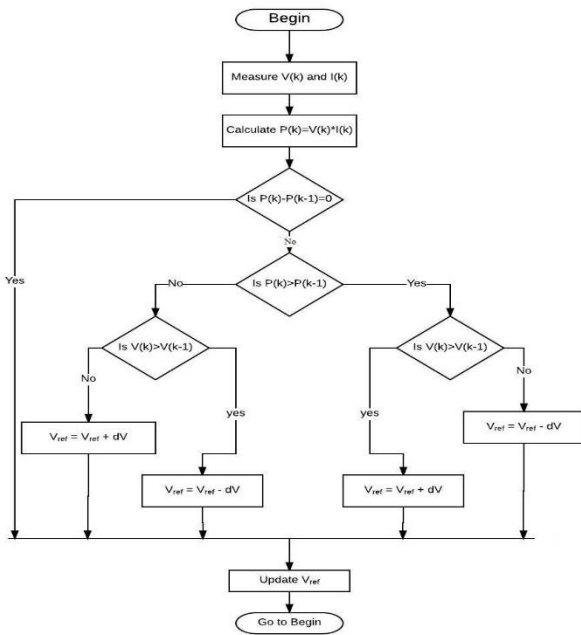 Begin
Measure V(k) and I(k)
Calculate P(k)=V(k)*I(k)
Is P(k)-P(k-1)=0
No
Yes
Is P(k)>P(k-1)
No
Yes
Is V(k)>V(k-1)
Is V(k)>V(k-1)
No
yes
yes
No
Vref = Vref + dV
Vref = Vref - dV
Vref = Vref - dV
Vref = Vref + dV
Update Vref
Go to Begin